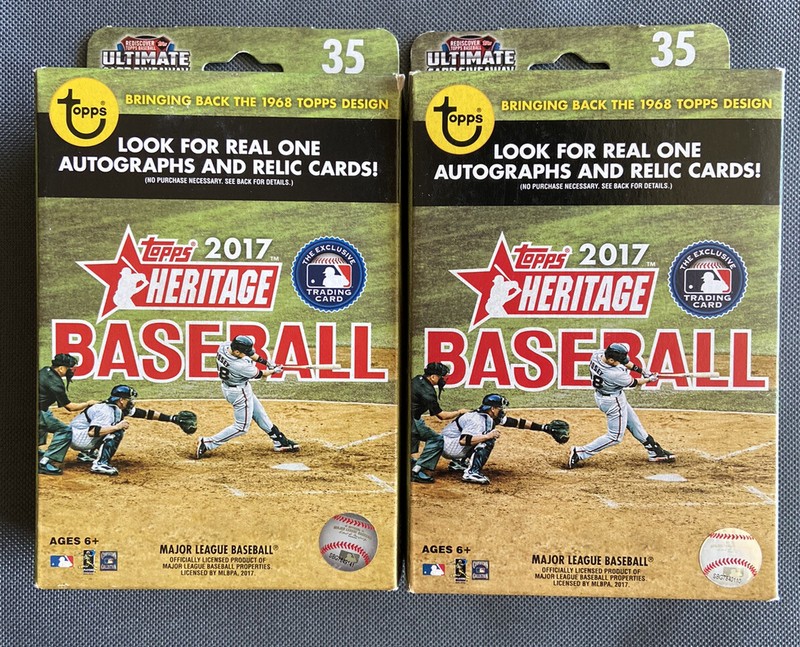 REDISCOVER TOPPS BASEBALL
ULTIMATE
35
topps
BRINGING BACK THE 1968 TOPPS DESIGN
LOOK FOR REAL ONE
AUTOGRAPHS AND RELIC CARDS!
(NO PURCHASE NECESSARY. SEE BACK FOR DETAILS.)
topps 2017 ™
HERITAGE
THE EXCLUSIVE
TRADING CARD
BASEBALL
AGES 6+
MAJOR LEAGUE BASEBALL®
OFFICIALLY LICENSED PRODUCT OF
MAJOR LEAGUE BASEBALL PROPERTIES.
LICENSED BY MLBPA, 2017.
REDISCOVER TOPPS BASEBALL
ULTIMATE
35
topps
BRINGING BACK THE 1968 TOPPS DESIGN
LOOK FOR REAL ONE
AUTOGRAPHS AND RELIC CARDS!
(NO PURCHASE NECESSARY. SEE BACK FOR DETAILS.)
topps 2017 ™
HERITAGE
THE EXCLUSIVE
TRADING CARD
BASEBALL
AGES 6+
MAJOR LEAGUE BASEBALL®
OFFICIALLY LICENSED PRODUCT OF
MAJOR LEAGUE BASEBALL PROPERTIES.
LICENSED BY MLBPA, 2017.